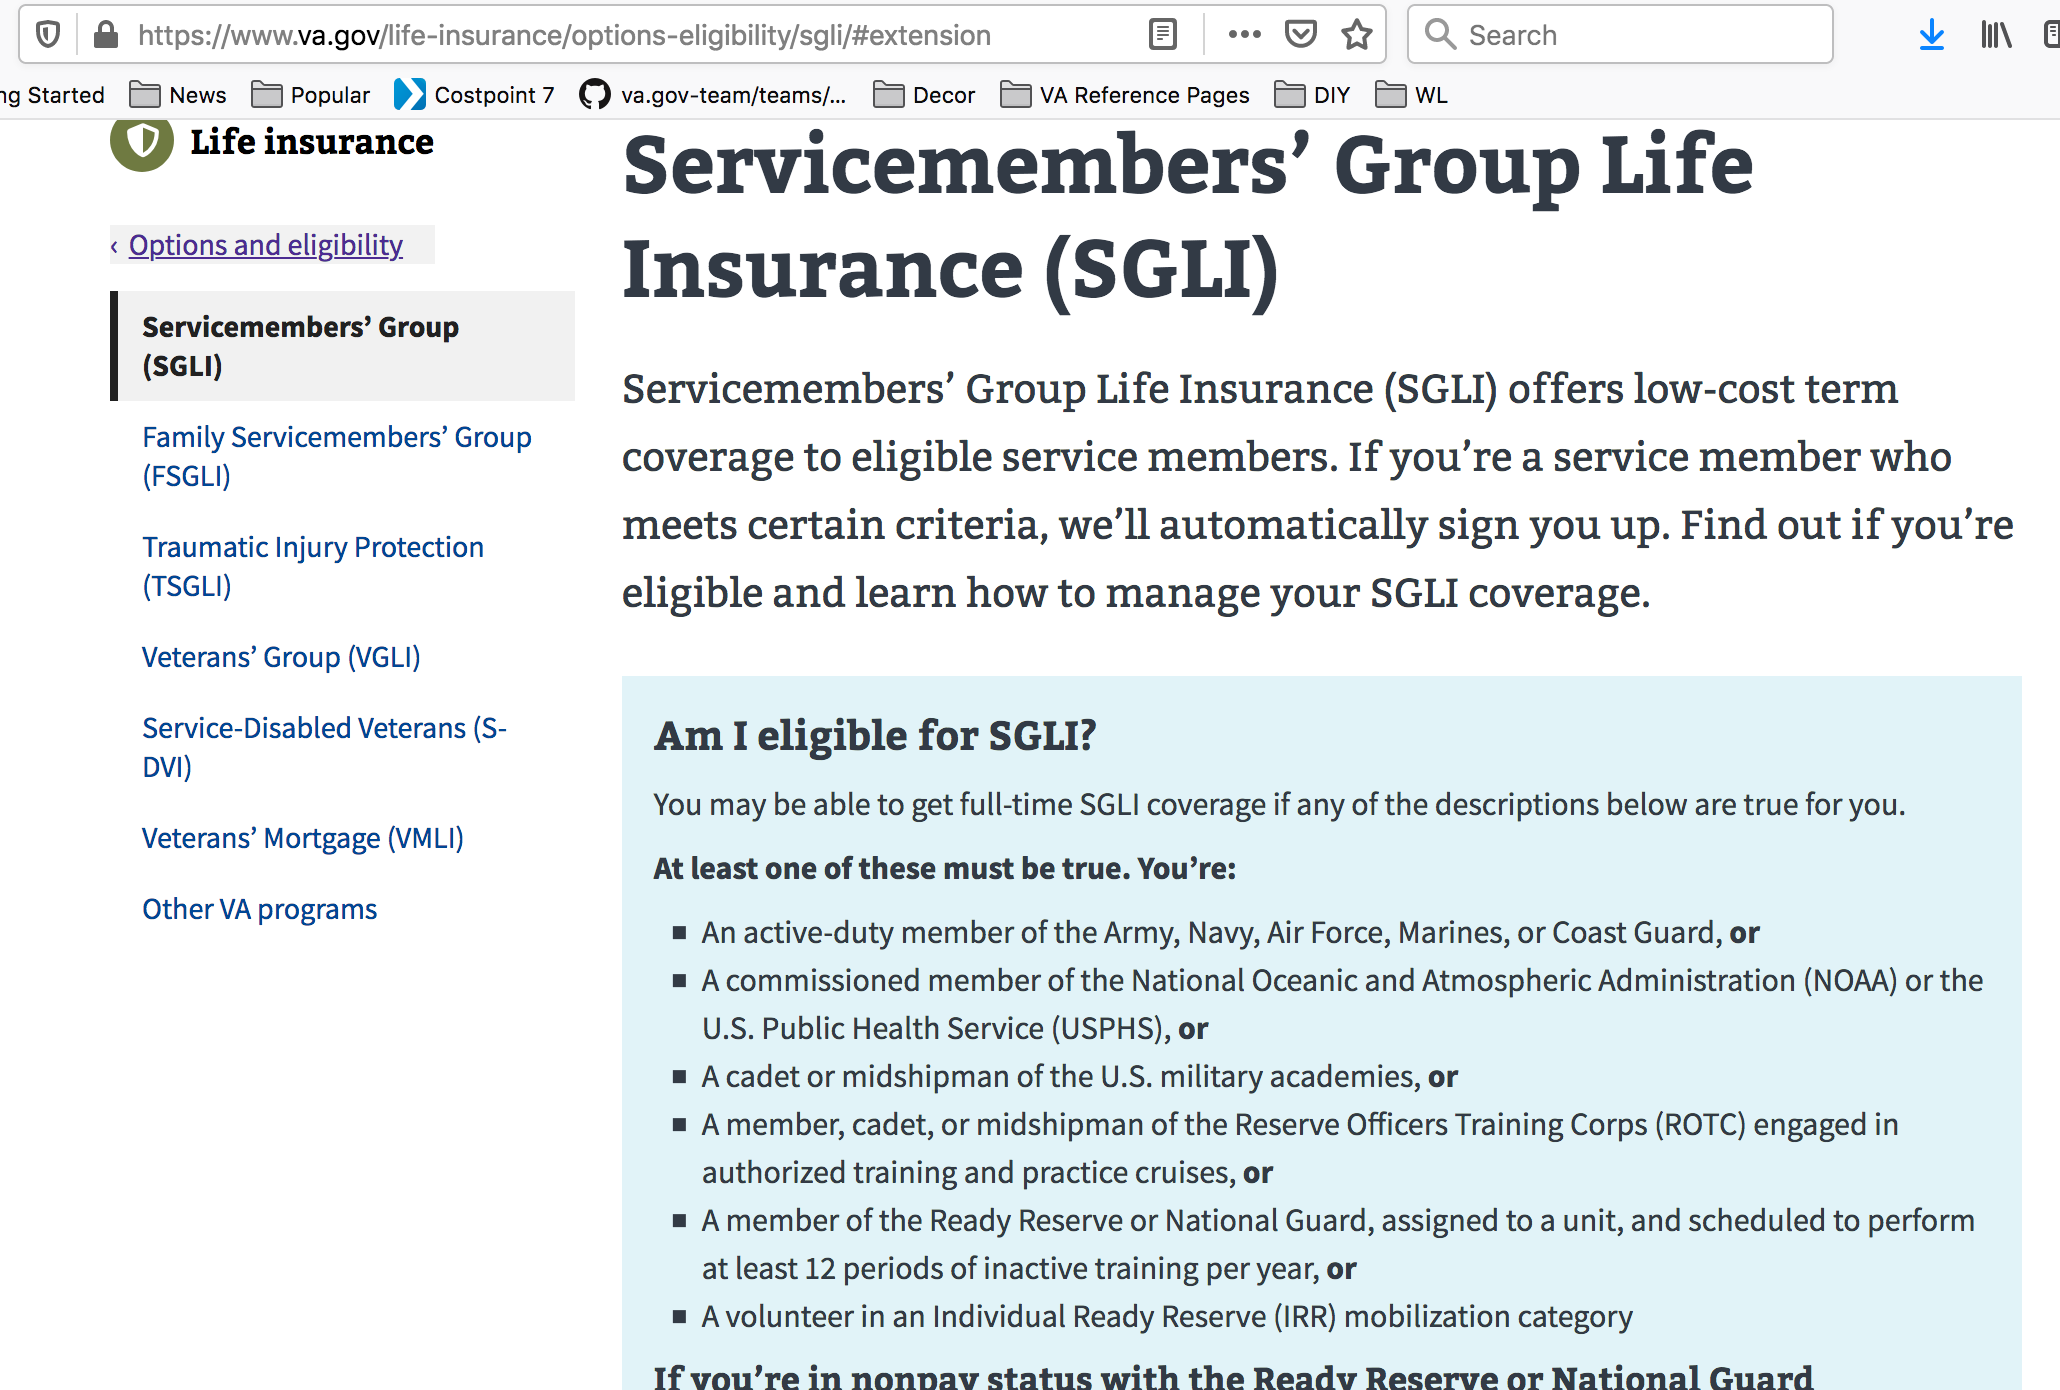 https://www.va.gov/life-insurance/options-eligibility/sgli/#extension
Search
ng Started
News
Popular
Costpoint 7
va.gov-team/teams/...
Decor
VA Reference Pages
DIY
WL
Life insurance
‹ Options and eligibility
Servicemembers’ Group
(SGLI)
Family Servicemembers’ Group
(FSGLI)
Traumatic Injury Protection
(TSGLI)
Veterans’ Group (VGLI)
Service-Disabled Veterans (S-
DVI)
Veterans’ Mortgage (VMLI)
Other VA programs
Servicemembers’ Group Life
Insurance (SGLI)
Servicemembers’ Group Life Insurance (SGLI) offers low-cost term
coverage to eligible service members. If you’re a service member who
meets certain criteria, we’ll automatically sign you up. Find out if you’re
eligible and learn how to manage your SGLI coverage.
Am I eligible for SGLI?
You may be able to get full-time SGLI coverage if any of the descriptions below are true for you.
At least one of these must be true. You’re:
■ An active-duty member of the Army, Navy, Air Force, Marines, or Coast Guard, or
■ A commissioned member of the National Oceanic and Atmospheric Administration (NOAA) or the
U.S. Public Health Service (USPHS), or
■ A cadet or midshipman of the U.S. military academies, or
■ A member, cadet, or midshipman of the Reserve Officers Training Corps (ROTC) engaged in
authorized training and practice cruises, or
■ A member of the Ready Reserve or National Guard, assigned to a unit, and scheduled to perform
at least 12 periods of inactive training per year, or
■ A volunteer in an Individual Ready Reserve (IRR) mobilization category
If you’re in nonpay status with the Ready Reserve or National Guard